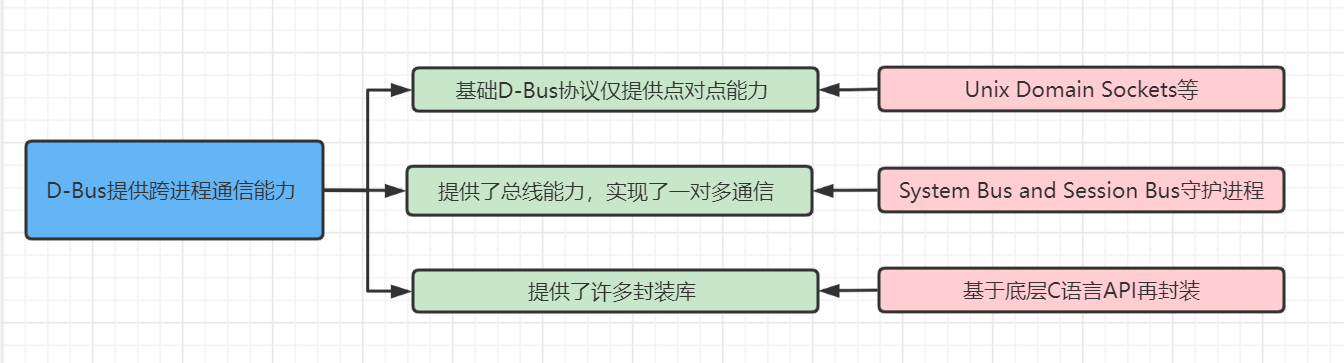 基础D-Bus协议仅提供点对点能力
Unix Domain Sockets等
D-Bus提供跨进程通信能力
提供了总线能力，实现了一对多通信
System Bus and Session Bus守护进程
提供了许多封装库
基于底层C语言API再封装